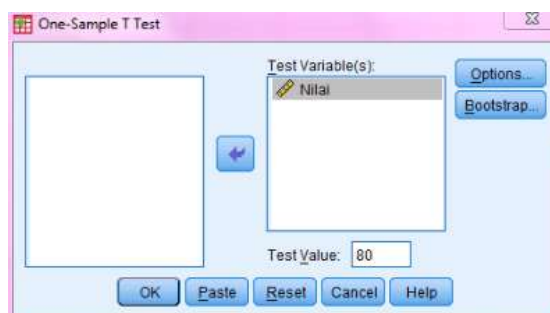 One-Sample T Test
Test Variable(s):
Nilai
Options...
Bootstrap...
Test Value: 80
OK Paste Reset Cancel Help